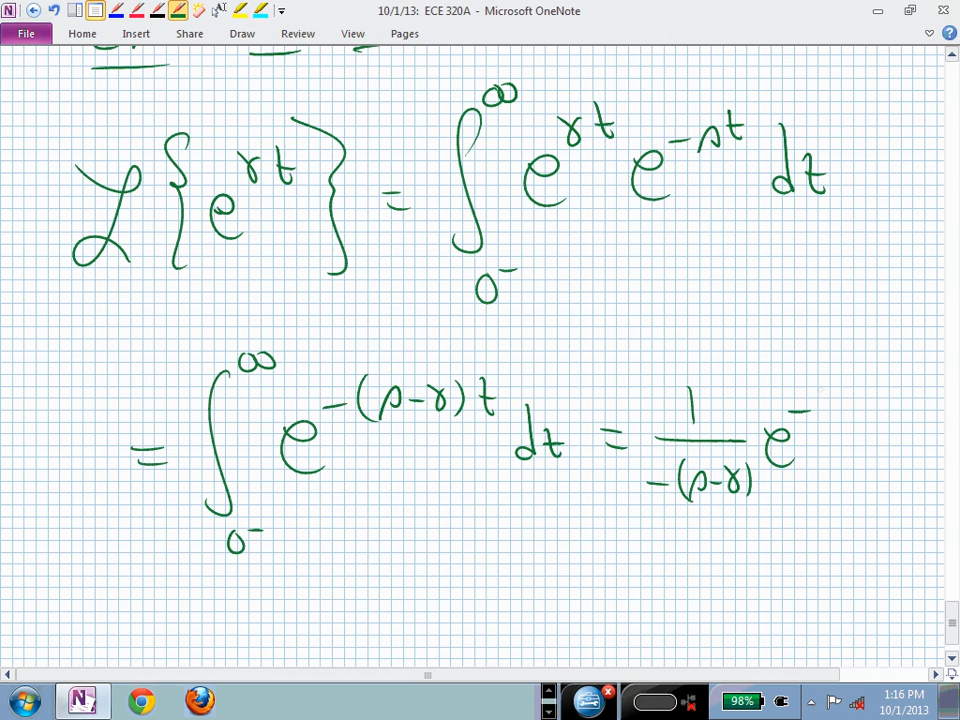 10/1/13: ECE 320A - Microsoft OneNote
File Home Insert Share Draw Review View Pages
ℒ{e^{γt}} = ∫_{0^-}^{∞} e^{γt} e^{-st} dt
= ∫_{0^-}^{∞} e^{-(s-γ)t} dt = \frac{1}{-(s-γ)} e^{-}
98%
1:16 PM
10/1/2013